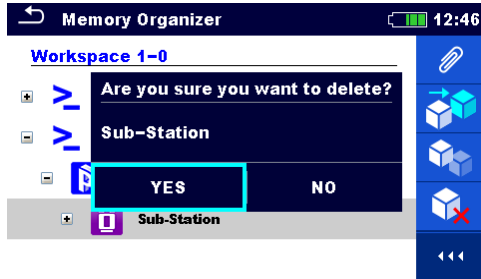 Memory Organizer 12:46
Workspace 1-0
Are you sure you want to delete?
Sub-Station
YES NO
Sub-Station